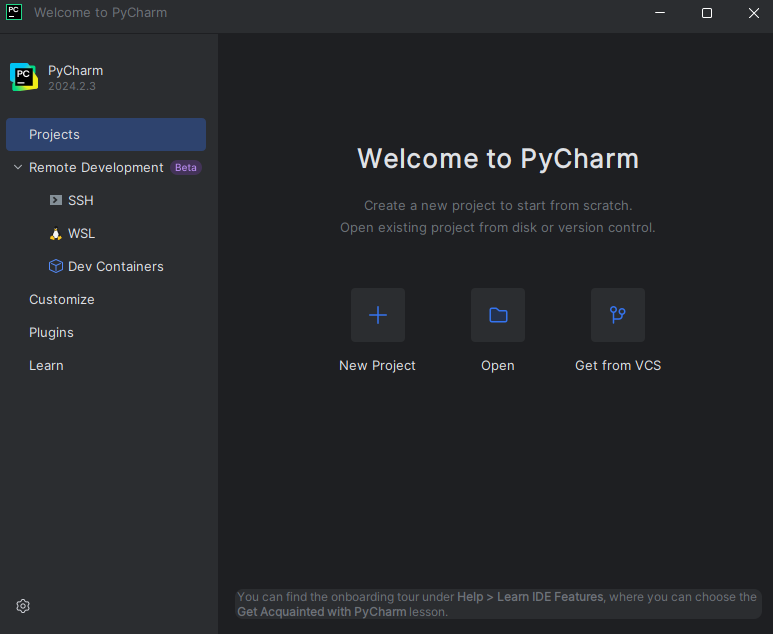 PC
Welcome to PyCharm
PC
PyCharm
2024.2.3
Projects
Remote Development Beta
SSH
WSL
Dev Containers
Customize
Plugins
Learn
Welcome to PyCharm
Create a new project to start from scratch.
Open existing project from disk or version control.
New Project
Open
Get from VCS
You can find the onboarding tour under Help > Learn IDE Features, where you can choose the
Get Acquainted with PyCharm lesson.